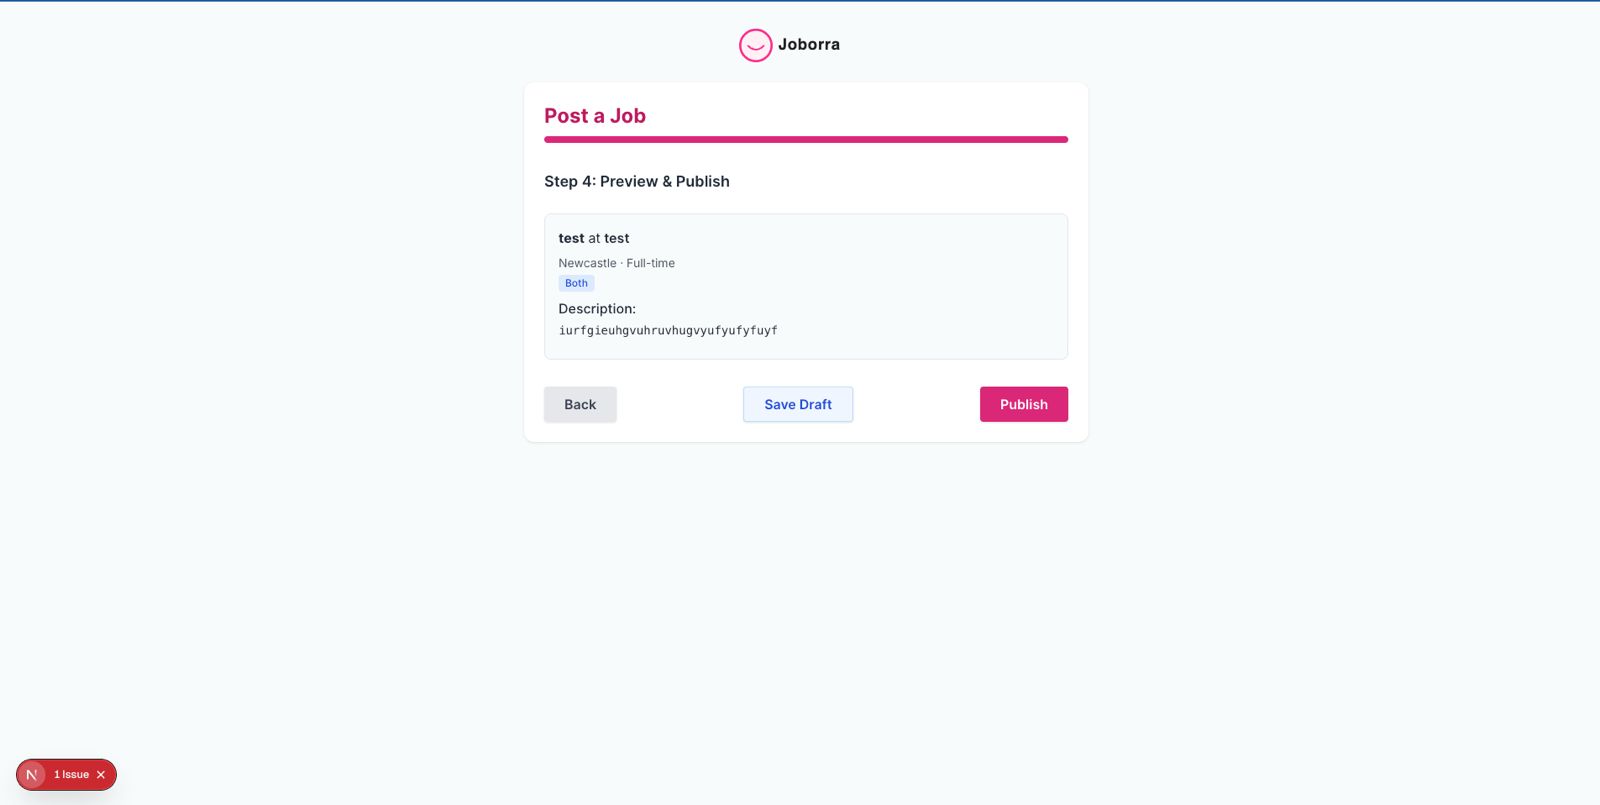 Joborra
Post a Job
Step 4: Preview & Publish
test at test
Newcastle · Full-time
Both
Description:
iurfgieuhgvuhruvhugvyufyufyfuyf
Back
Save Draft
Publish
N 1 Issue